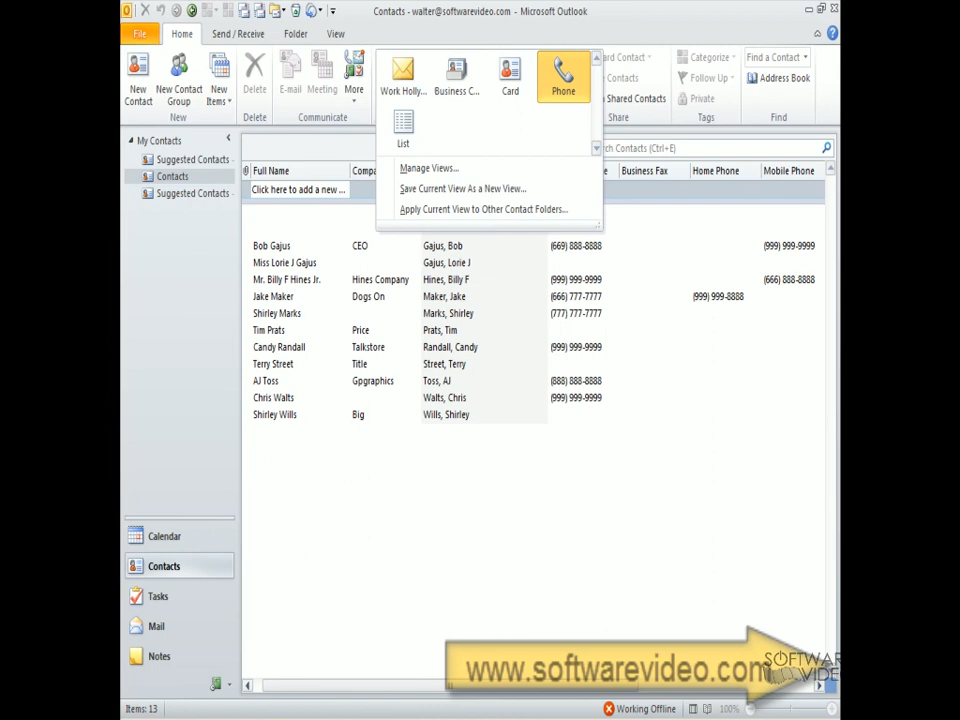 Contacts - walter@softwarevideo.com - Microsoft Outlook
File Home Send / Receive Folder View
New Contact
New Contact Group
New Items
New
Delete
Delete
E-mail Meeting More
Communicate
Work Holly... Business C... Card Phone
List
Manage Views...
Save Current View As a New View...
Apply Current View to Other Contact Folders...
Contact
Contacts
Shared Contacts
Share
Categorize
Follow Up
Private
Tags
Find a Contact
Address Book
Find
My Contacts
Suggested Contacts
Contacts
Suggested Contacts
Contacts (Ctrl+E)
Full Name Compa Business Fax Home Phone Mobile Phone
Click here to add a new ...
Bob Gajus CEO Gajus, Bob (669) 888-8888 (999) 999-9999
Miss Lorie J Gajus Gajus, Lorie J
Mr. Billy F Hines Jr. Hines Company Hines, Billy F (999) 999-9999 (666) 888-8888
Jake Maker Dogs On Maker, Jake (666) 777-7777 (999) 999-8888
Shirley Marks Marks, Shirley (777) 777-7777
Tim Prats Price Prats, Tim
Candy Randall Talkstore Randall, Candy (999) 999-9999
Terry Street Title Street, Terry
AJ Toss Gpgraphics Toss, AJ (888) 888-8888
Chris Walts Walts, Chris (999) 999-9999
Shirley Wills Big Wills, Shirley
Calendar
Contacts
Tasks
Mail
Notes
www.softwarevideo.com
SOFTWAR
VIDE
Items: 13 Working Offline 100%